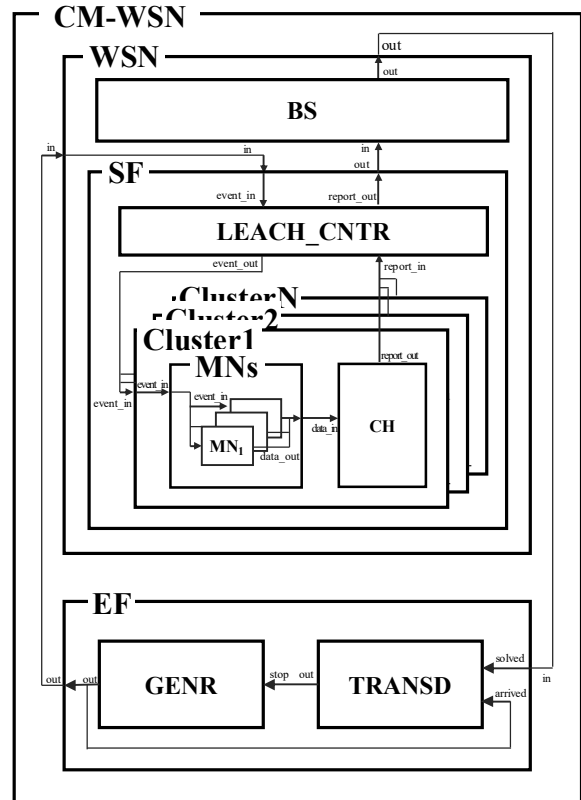 CM-WSN
out
WSN
out
BS
in
in
in
out
SF
event_in
report_out
LEACH_CNTR
event_out
report_in
ClusterN
Cluster2
Cluster1
report_out
MNs
event_in
event_in
event_in
CH
data_in
MN1
data_out
EF
solved
out
out
GENR
stop
out
TRANSD
in
arrived